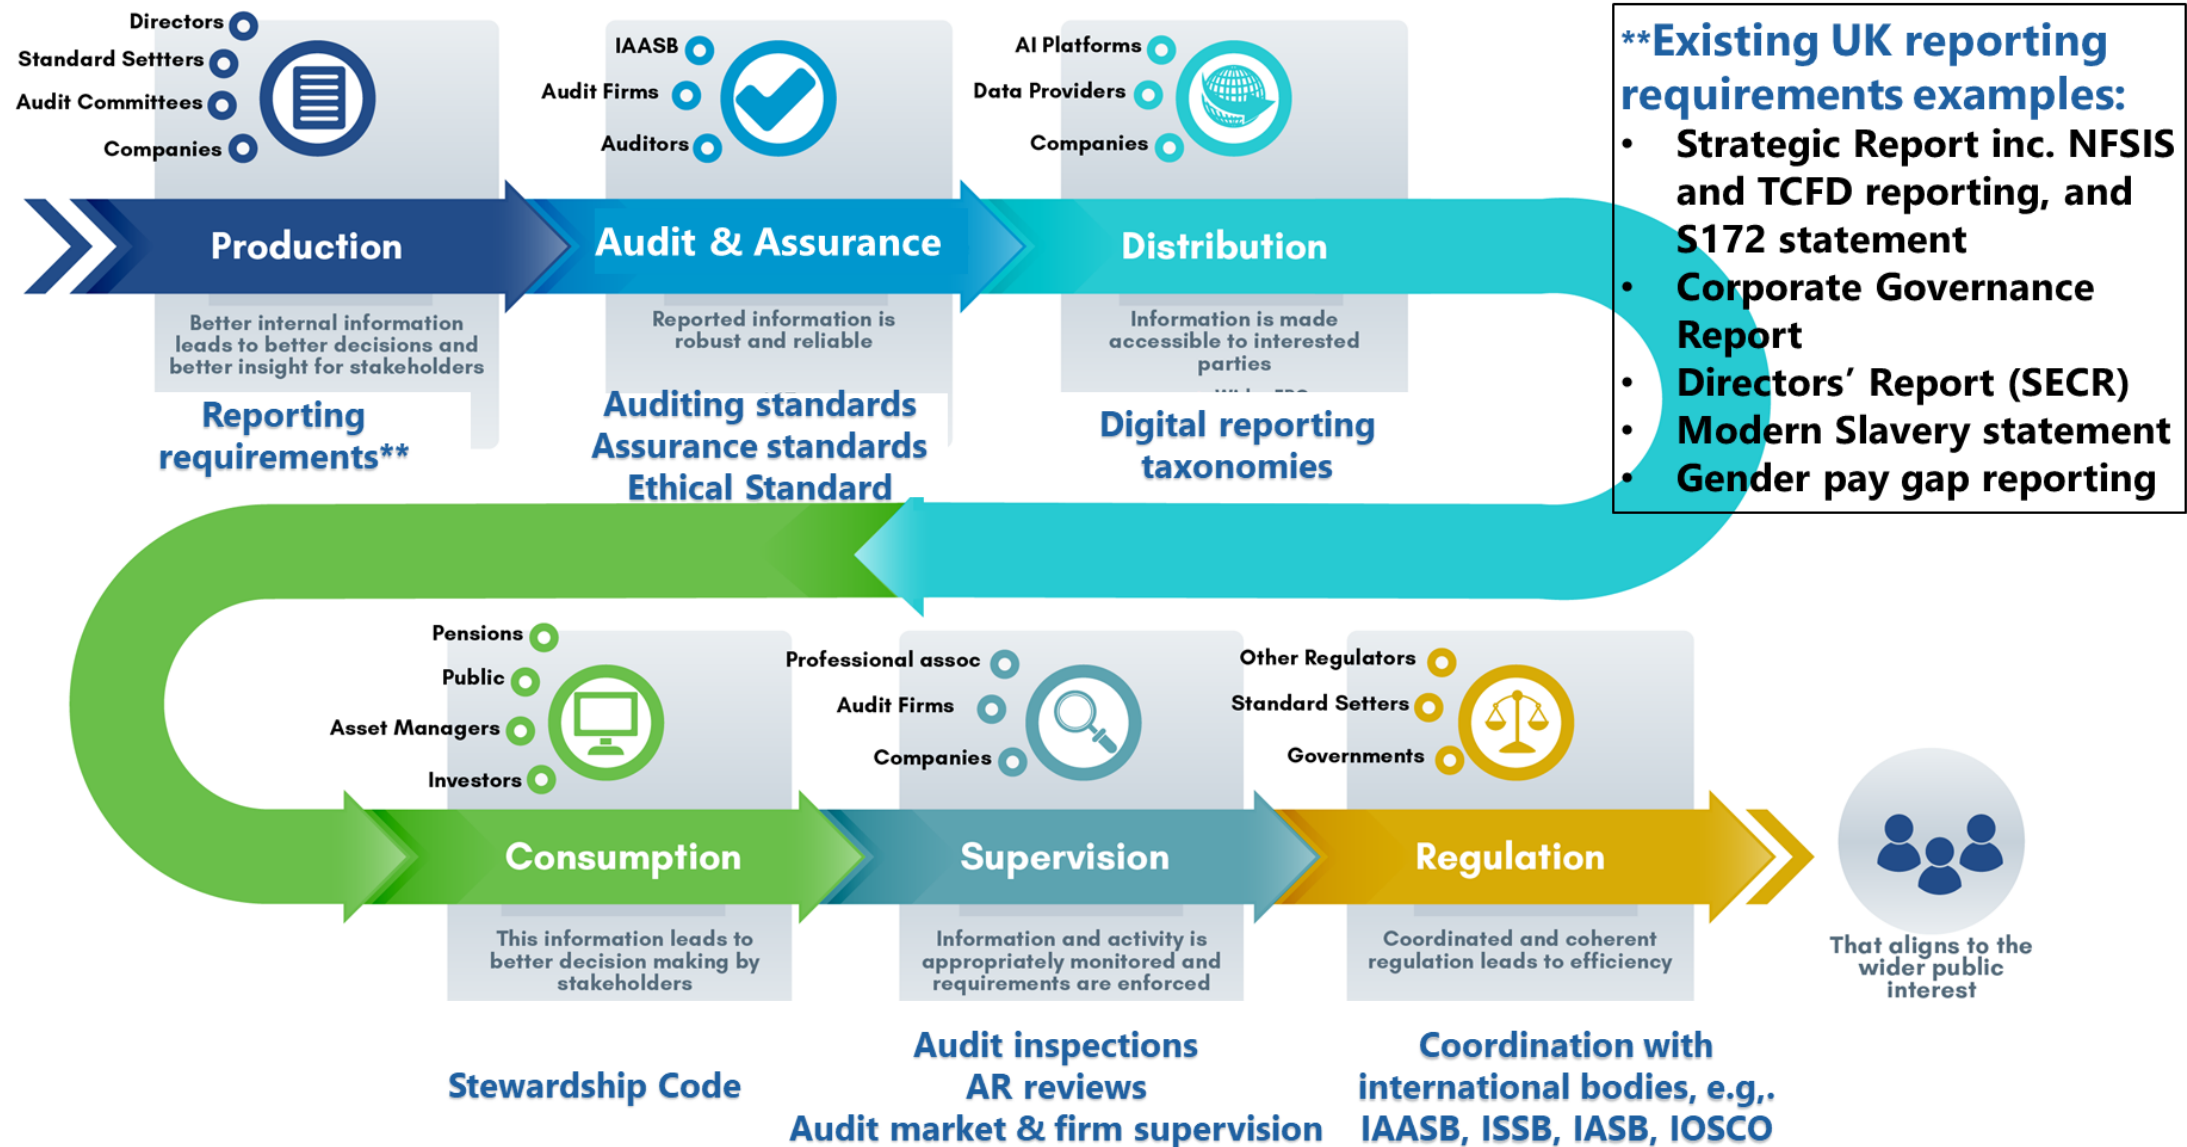 Directors
Standard Settters
Audit Committees
Companies
IAASB
Audit Firms
Auditors
AI Platforms
Data Providers
Companies
**Existing UK reporting
requirements examples:
• Strategic Report inc. NFSIS
and TCFD reporting, and
S172 statement
• Corporate Governance
Report
• Directors’ Report (SECR)
• Modern Slavery statement
• Gender pay gap reporting
Production
Audit & Assurance
Distribution
Better internal information
leads to better decisions and
better insight for stakeholders
Reported information is
robust and reliable
Information is made
accessible to interested
parties
Reporting
requirements**
Auditing standards
Assurance standards
Ethical Standard
Digital reporting
taxonomies
Pensions
Public
Asset Managers
Investors
Professional assoc
Audit Firms
Companies
Other Regulators
Standard Setters
Governments
Consumption
Supervision
Regulation
This information leads to
better decision making by
stakeholders
Information and activity is
appropriately monitored and
requirements are enforced
Coordinated and coherent
regulation leads to efficiency
That aligns to the
wider public
interest
Stewardship Code
Audit inspections
AR reviews
Audit market & firm supervision
Coordination with
international bodies, e.g,.
IAASB, ISSB, IASB, IOSCO